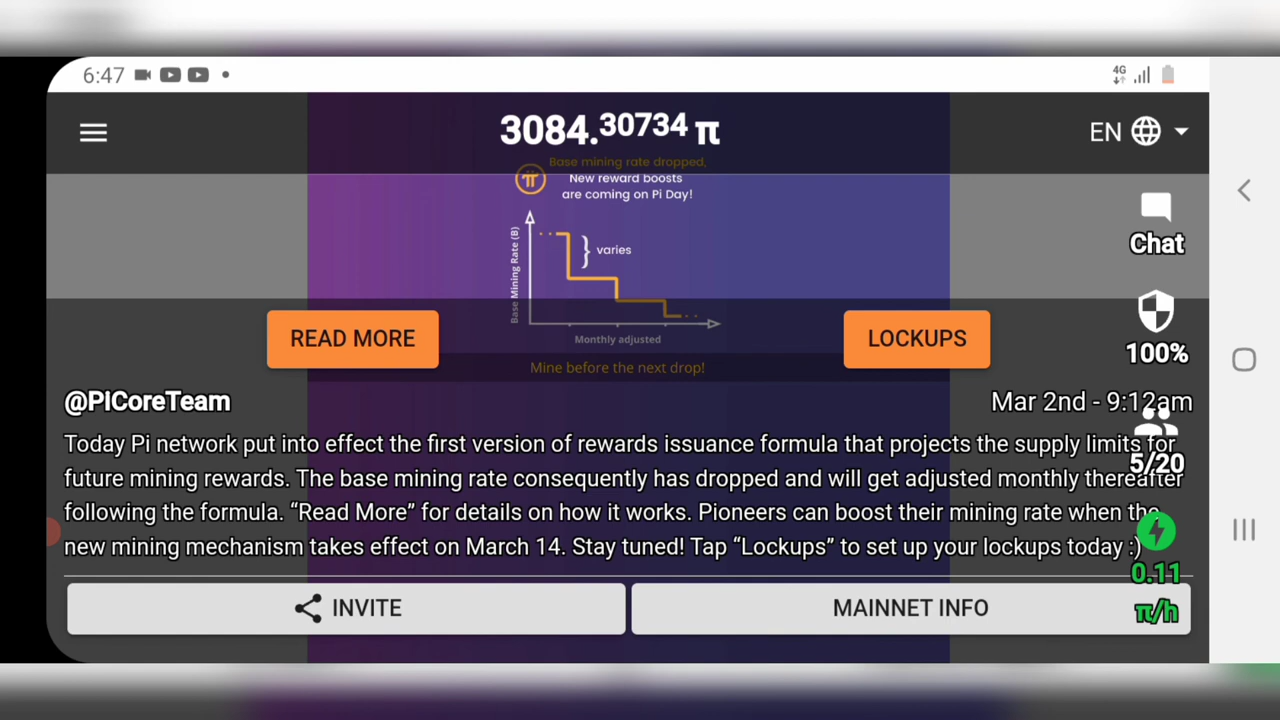 6:47
4G
3084.30734 π
EN
Base mining rate dropped,
New reward boosts
are coming on Pi Day!
Chat
Base Mining Rate (B)
varies
Monthly adjusted
READ MORE
LOCKUPS
100%
Mine before the next drop!
@PiCoreTeam
Mar 2nd - 9:12am
5/20
Today Pi network put into effect the first version of rewards issuance formula that projects the supply limits for
future mining rewards. The base mining rate consequently has dropped and will get adjusted monthly thereafter
following the formula. “Read More” for details on how it works. Pioneers can boost their mining rate when the
new mining mechanism takes effect on March 14. Stay tuned! Tap “Lockups” to set up your lockups today :)
0.11
π/h
INVITE
MAINNET INFO